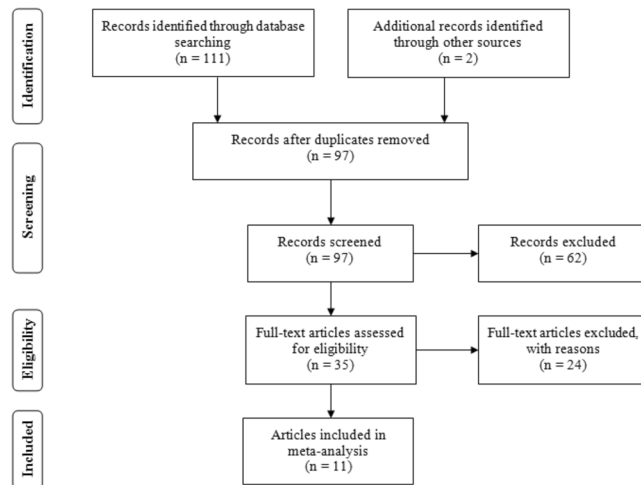 Identification
Records identified through database
searching
(n = 111)
Additional records identified
through other sources
(n = 2)
Records after duplicates removed
(n = 97)
Screening
Records screened
(n = 97)
Records excluded
(n = 62)
Eligibility
Full-text articles assessed
for eligibility
(n = 35)
Full-text articles excluded,
with reasons
(n = 24)
Included
Articles included in
meta-analysis
(n = 11)